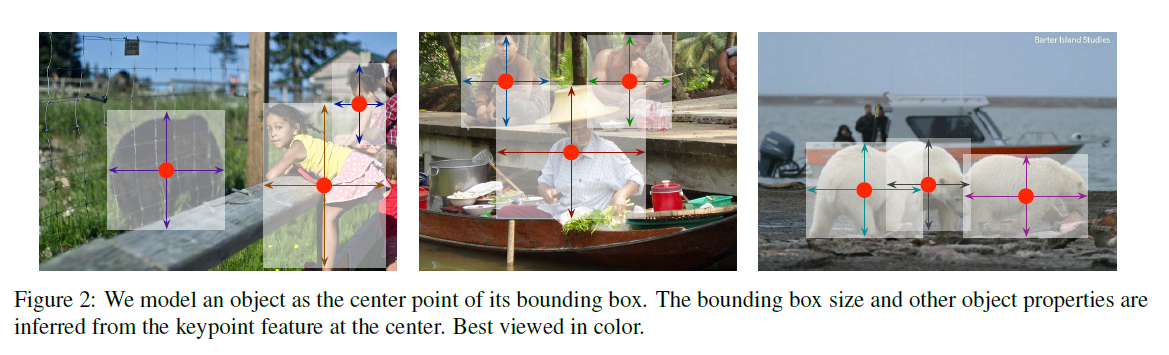 Barter Island Studies
Figure 2: We model an object as the center point of its bounding box. The bounding box size and other object properties are
inferred from the keypoint feature at the center. Best viewed in color.